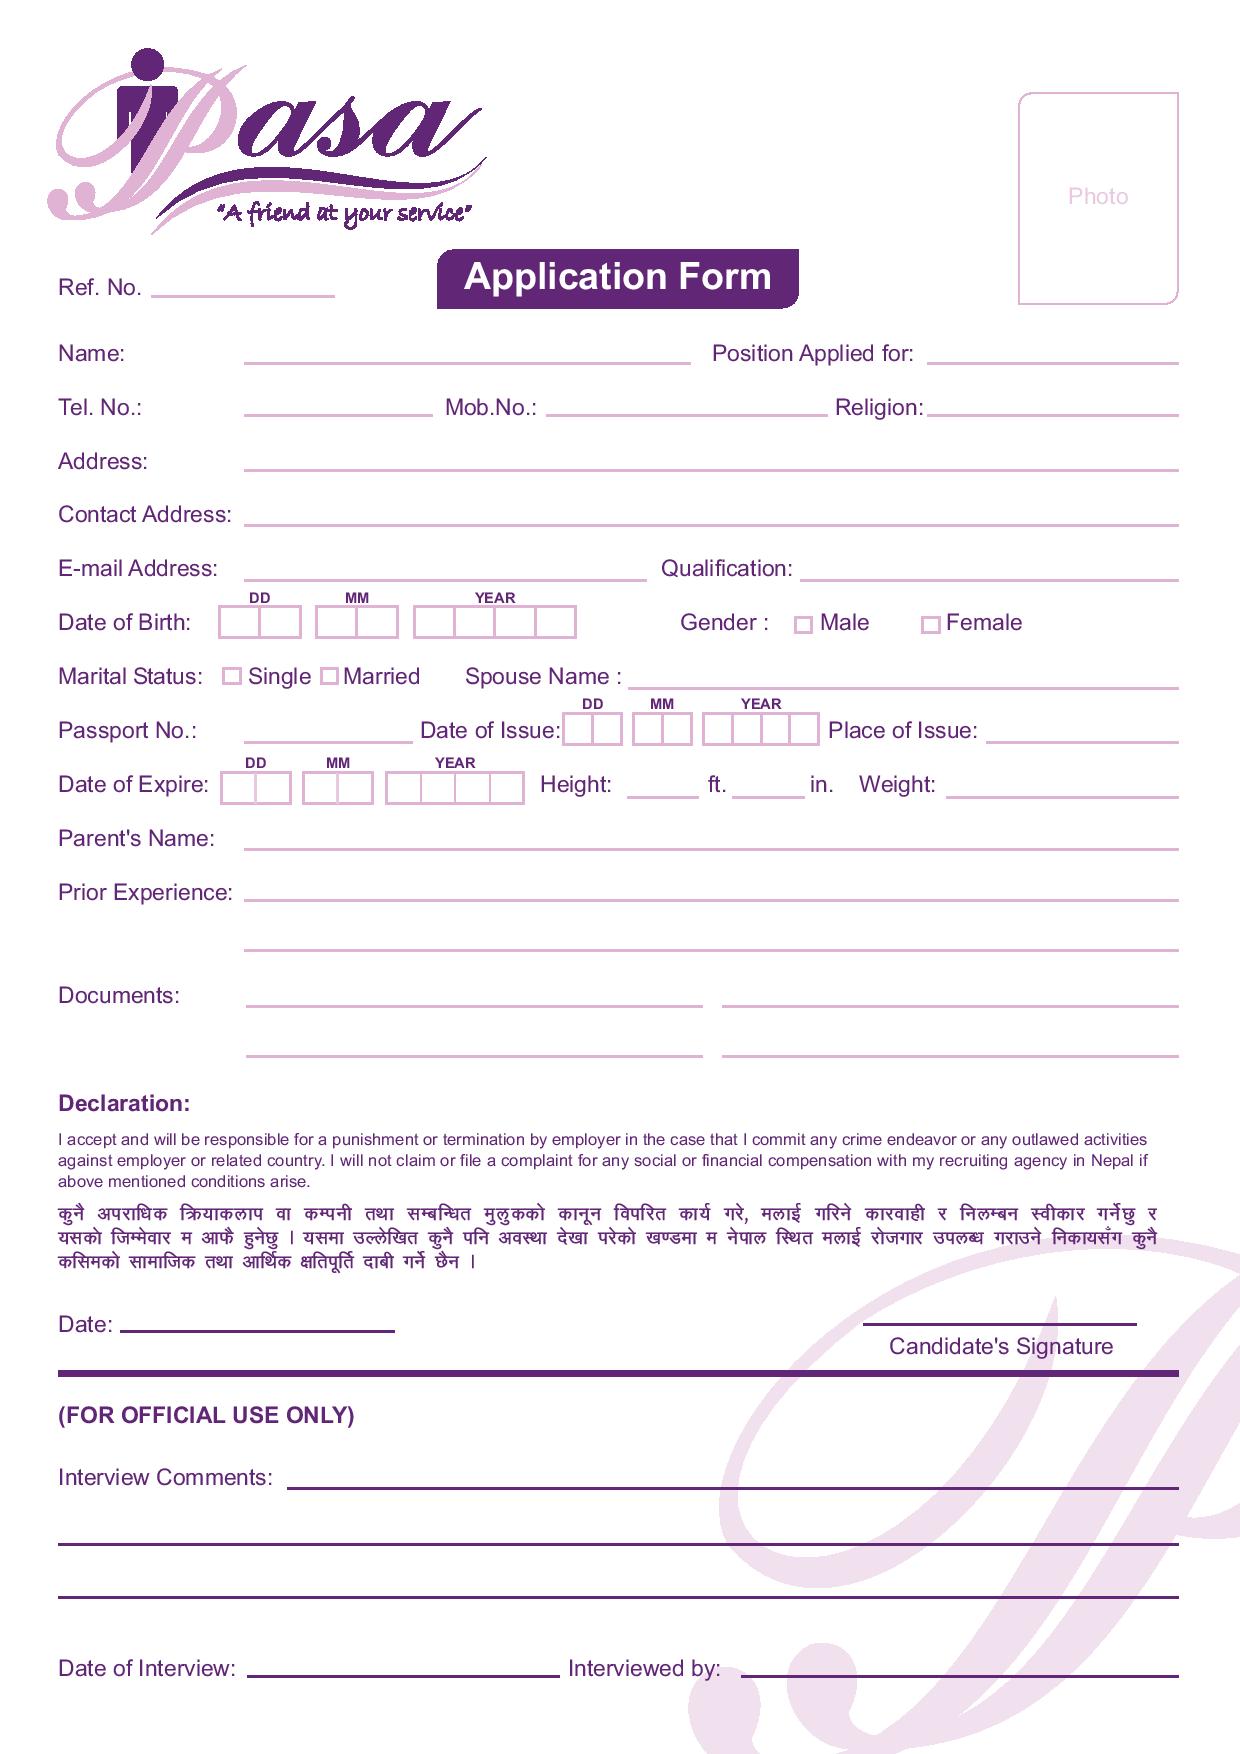 Pasa
"A friend at your service"
Photo
Application Form
Ref. No.
Name: Position Applied for:
Tel. No.: Mob.No.: Religion:
Address:
Contact Address:
E-mail Address: Qualification:
DD MM YEAR
Date of Birth: Gender : Male Female
Marital Status: Single Married Spouse Name :
DD MM YEAR
Passport No.: Date of Issue: Place of Issue:
DD MM YEAR
Date of Expire: Height: ft. in. Weight:
Parent's Name:
Prior Experience:
Documents:
Declaration:
I accept and will be responsible for a punishment or termination by employer in the case that I commit any crime endeavor or any outlawed activities
against employer or related country. I will not claim or file a complaint for any social or financial compensation with my recruiting agency in Nepal if
above mentioned conditions arise.
कुनै अपराधिक क्रियाकलाप वा कम्पनी तथा सम्बन्धित मुलुकको कानून विपरित कार्य गरे, मलाई गरिने कारवाही र निलम्बन स्वीकार गर्नेछु र
यसको जिम्मेवार म आफै हुनेछु । यसमा उल्लेखित कुनै पनि अवस्था देखा परेको खण्डमा म नेपाल स्थित मलाई रोजगार उपलब्ध गराउने निकायसँग कुनै
कसिमको सामाजिक तथा आर्थिक क्षतिपूर्ति दाबी गर्ने छैन ।
Date:
Candidate's Signature
(FOR OFFICIAL USE ONLY)
Interview Comments:
Date of Interview: Interviewed by: